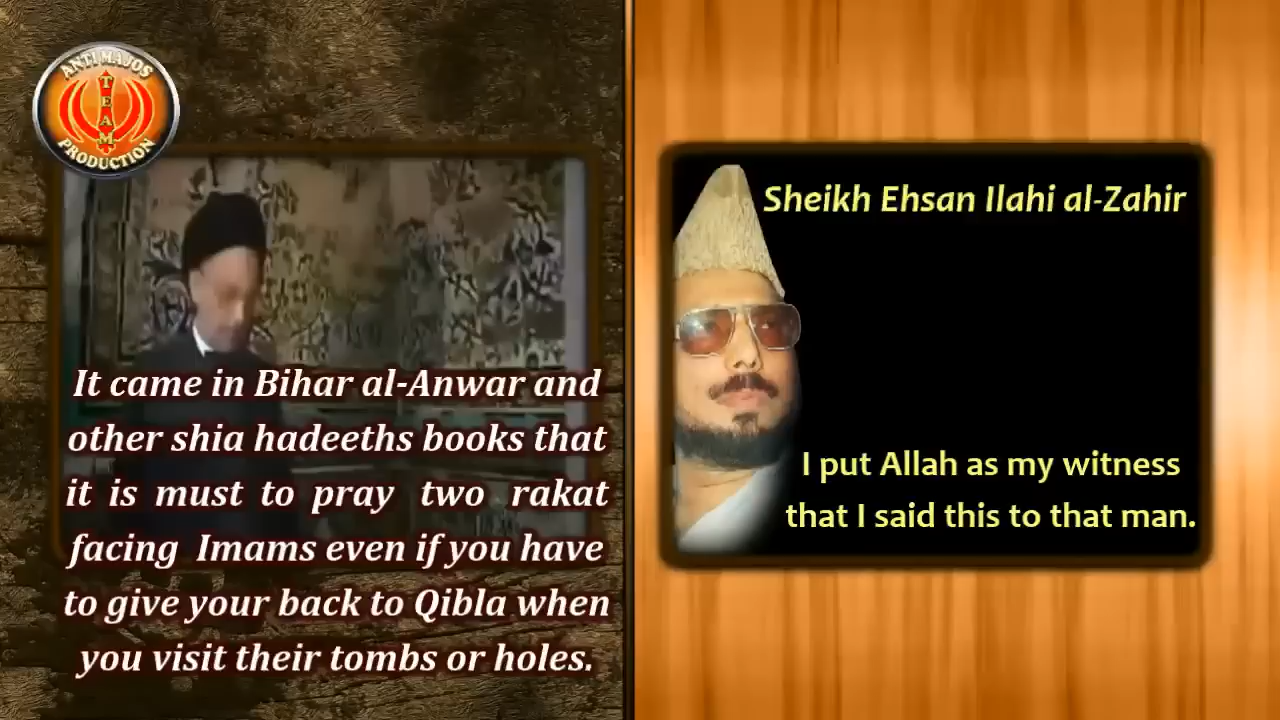 ANTI MAJOS
TEAM
PRODUCTION
It came in Bihar al-Anwar and
other shia hadeeths books that
it is must to pray two rakat
facing Imams even if you have
to give your back to Qibla when
you visit their tombs or holes.
Sheikh Ehsan Ilahi al-Zahir
I put Allah as my witness
that I said this to that man.